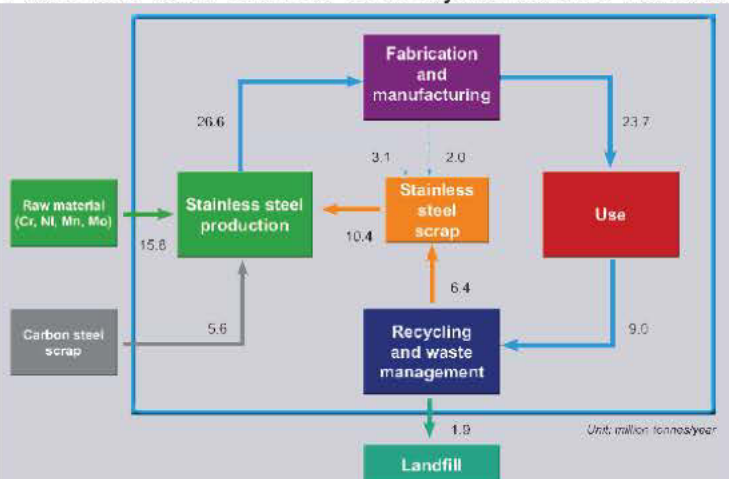 Fabrication
and
manufacturing
26.6
23.7
3.1
2.0
Raw material
(Cr, Ni, Mn, Mo)
Stainless steel
production
Stainless
steel
scrap
Use
15.8
10.4
6.4
Carbon steel
scrap
5.6
Recycling
and waste
management
9.0
1.9
Unit: million tonnes/year
Landfill